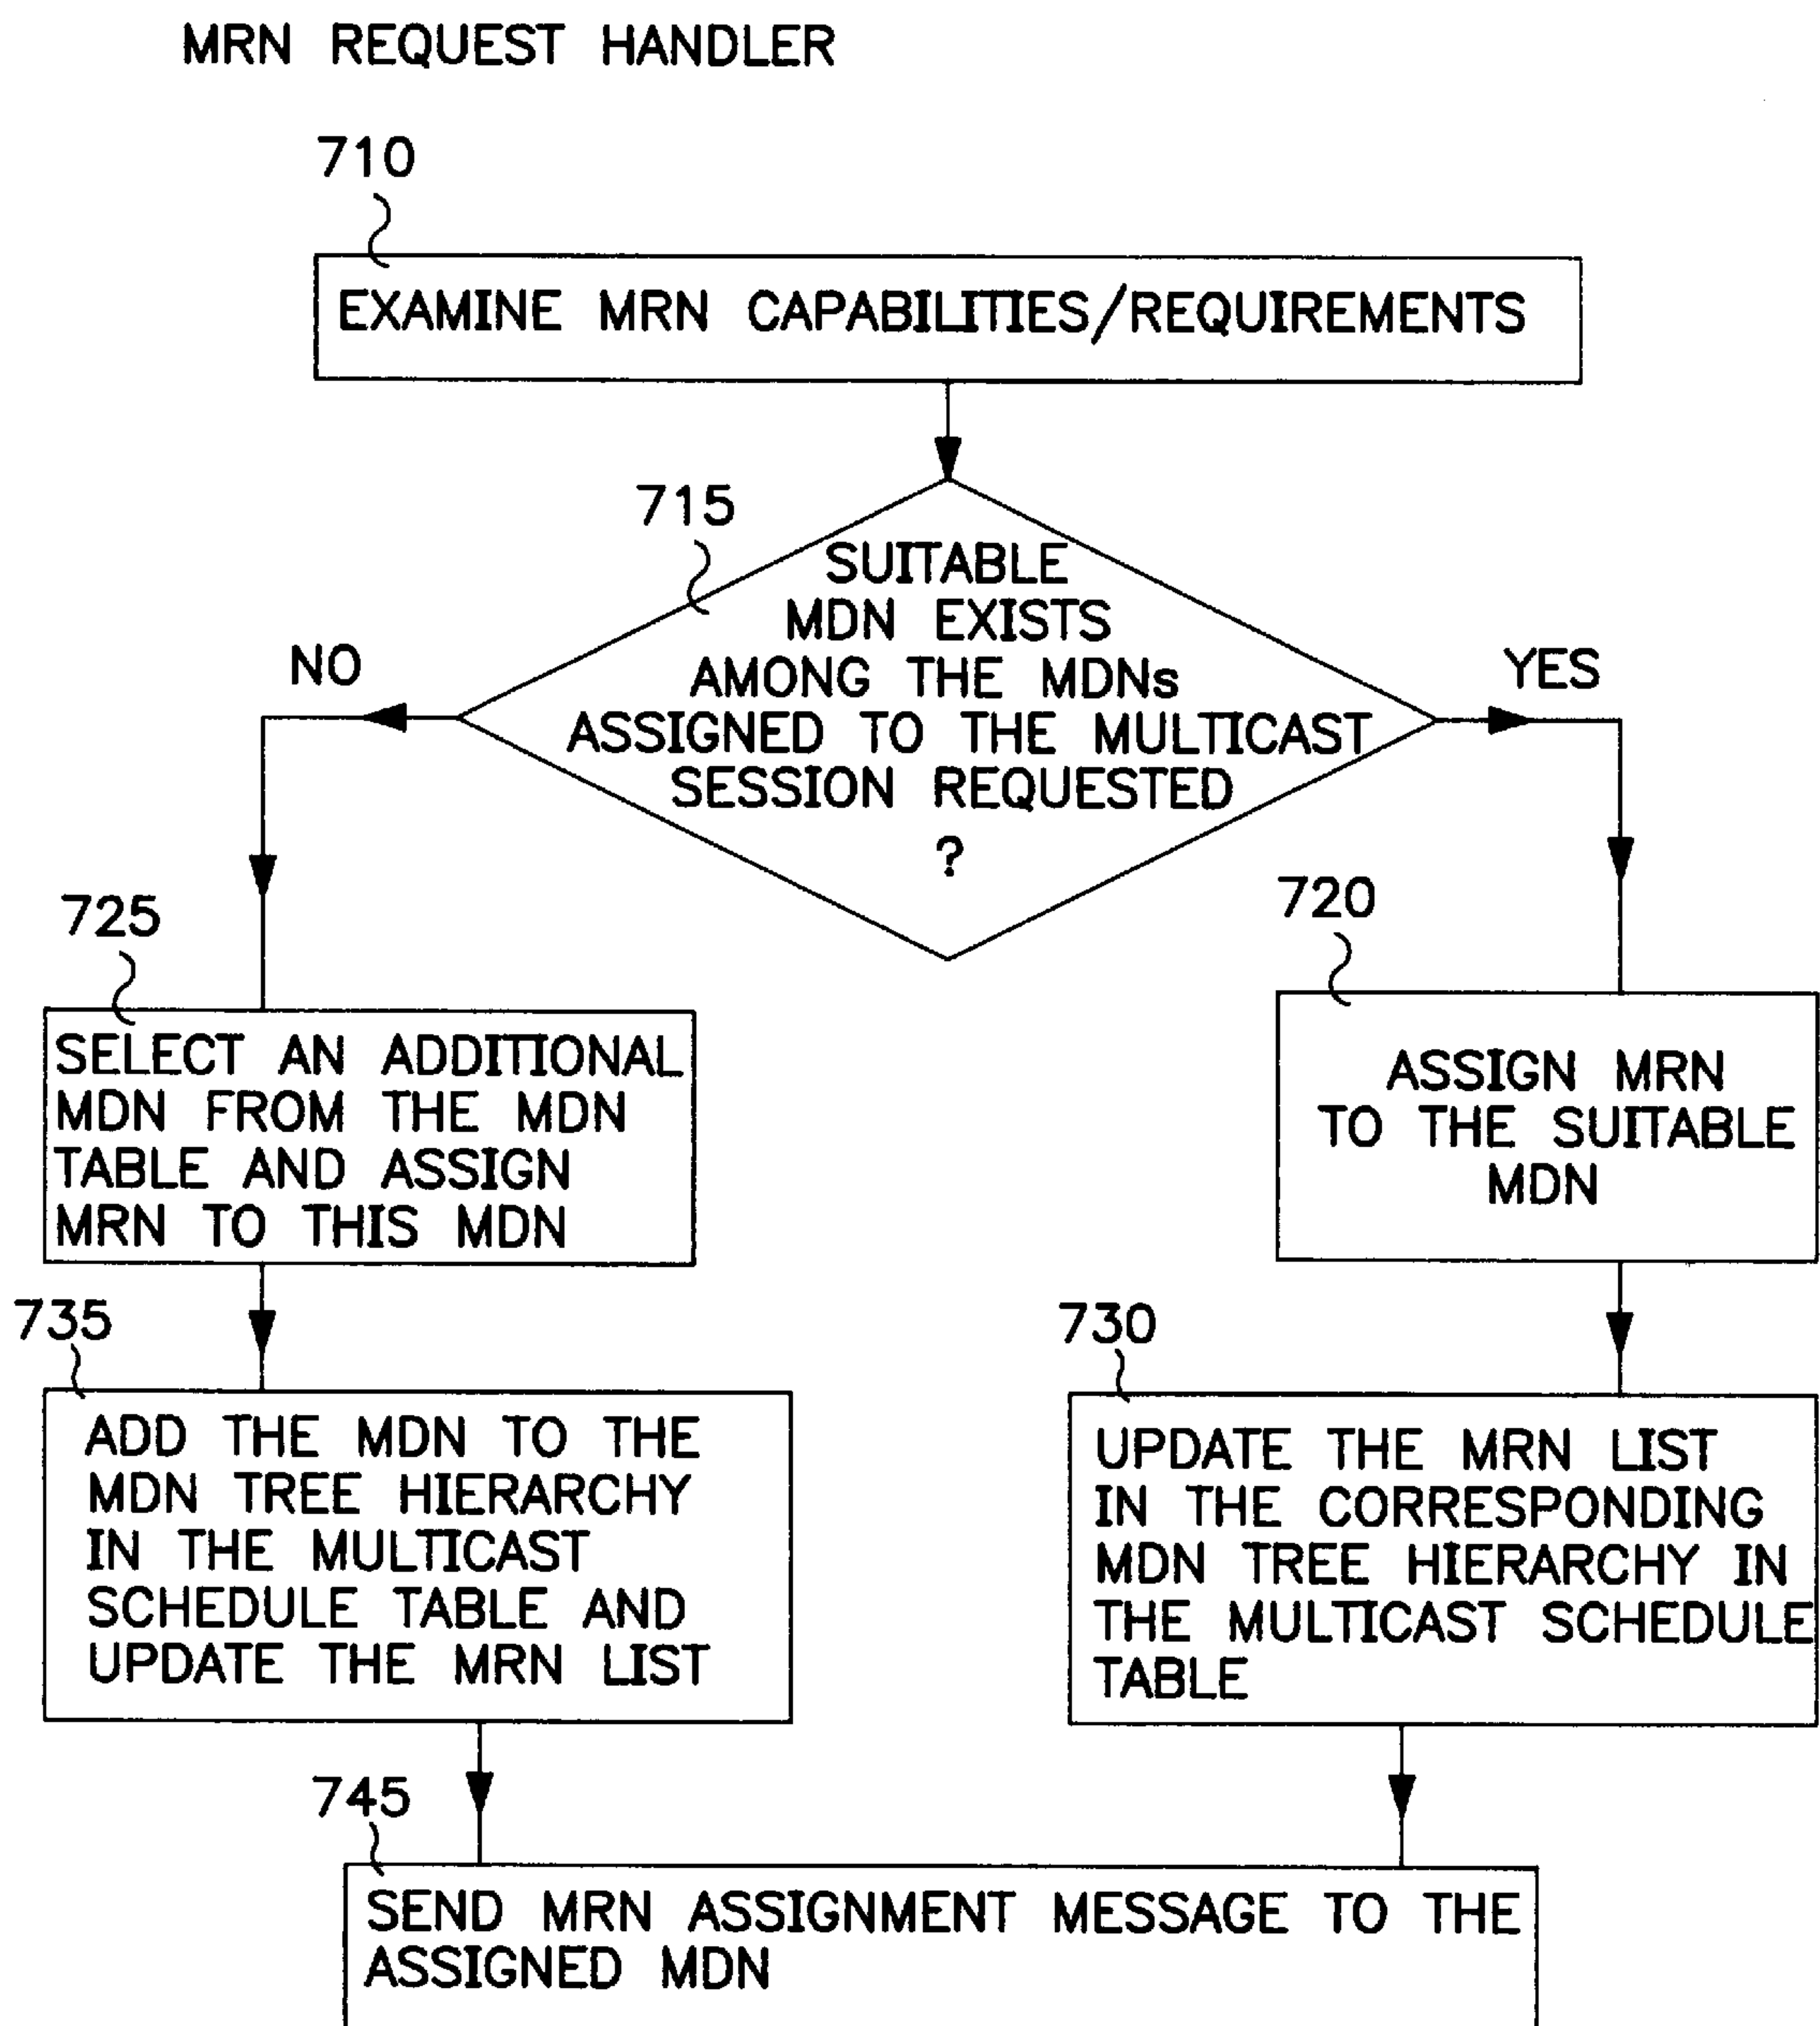 MRN REQUEST HANDLER
710
EXAMINE MRN CAPABILITIES/REQUIREMENTS
715
SUITABLE
MDN EXISTS
AMONG THE MDNs
ASSIGNED TO THE MULTICAST
SESSION REQUESTED
?
NO
YES
725
SELECT AN ADDITIONAL
MDN FROM THE MDN
TABLE AND ASSIGN
MRN TO THIS MDN
720
ASSIGN MRN
TO THE SUITABLE
MDN
735
ADD THE MDN TO THE
MDN TREE HIERARCHY
IN THE MULTICAST
SCHEDULE TABLE AND
UPDATE THE MRN LIST
730
UPDATE THE MRN LIST
IN THE CORRESPONDING
MDN TREE HIERARCHY IN
THE MULTICAST SCHEDULE
TABLE
745
SEND MRN ASSIGNMENT MESSAGE TO THE
ASSIGNED MDN